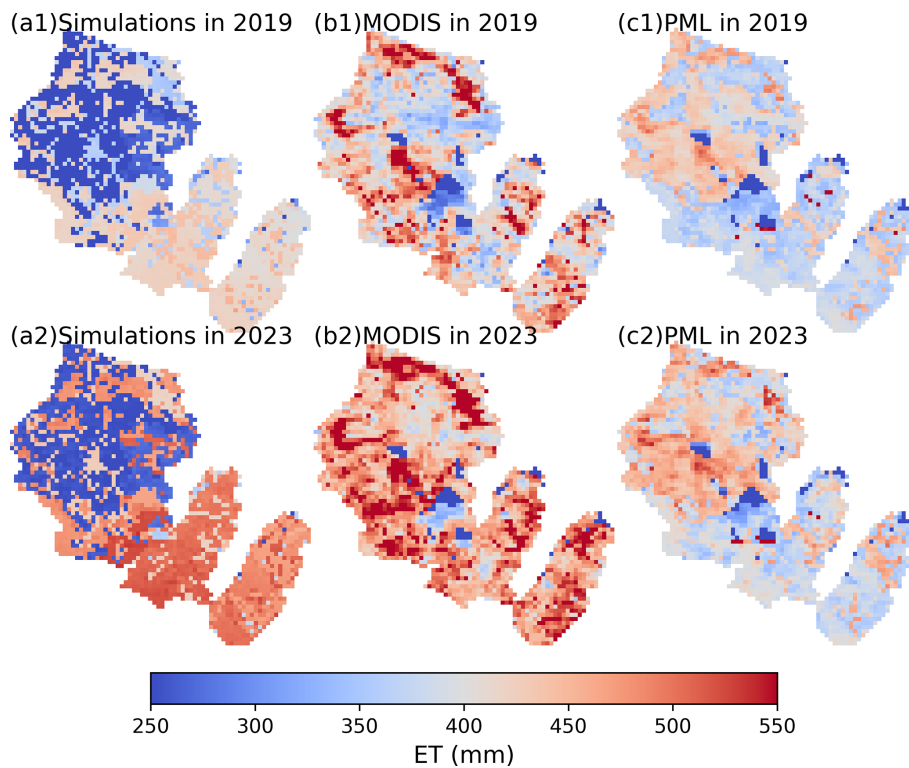 (a1)Simulations in 2019
(b1)MODIS in 2019
(c1)PML in 2019
(a2)Simulations in 2023
(b2)MODIS in 2023
(c2)PML in 2023
250 300 350 400 450 500 550
ET (mm)